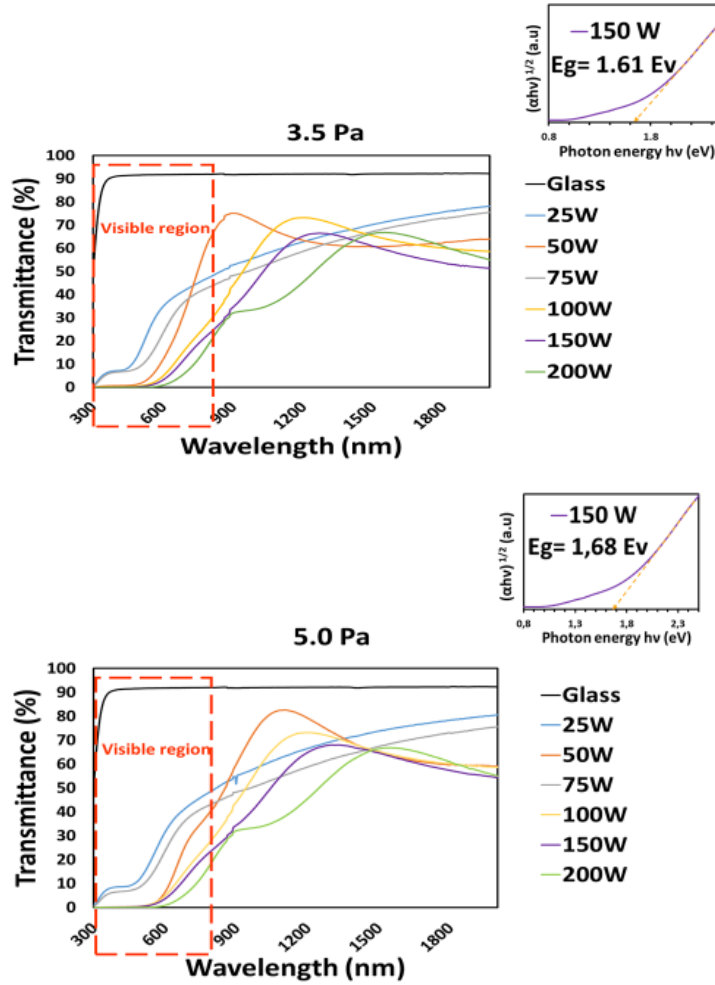 150 W
Eg= 1.61 Ev
(αhν) 1/2 (a.u)
0.8 1.8
Photon energy hν (eV)
3.5 Pa
Transmittance (%)
100
90
80
70
60
50
40
30
20
10
0
Visible region
300 600 900 1200 1500 1800
Wavelength (nm)
Glass
25W
50W
75W
100W
150W
200W
150 W
Eg= 1,68 Ev
(αhν) 1/2 (a.u)
0,8 1,3 1,8 2,3
Photon energy hν (eV)
5.0 Pa
Transmittance (%)
100
90
80
70
60
50
40
30
20
10
0
Visible region
300 600 900 1200 1500 1800
Wavelength (nm)
Glass
25W
50W
75W
100W
150W
200W